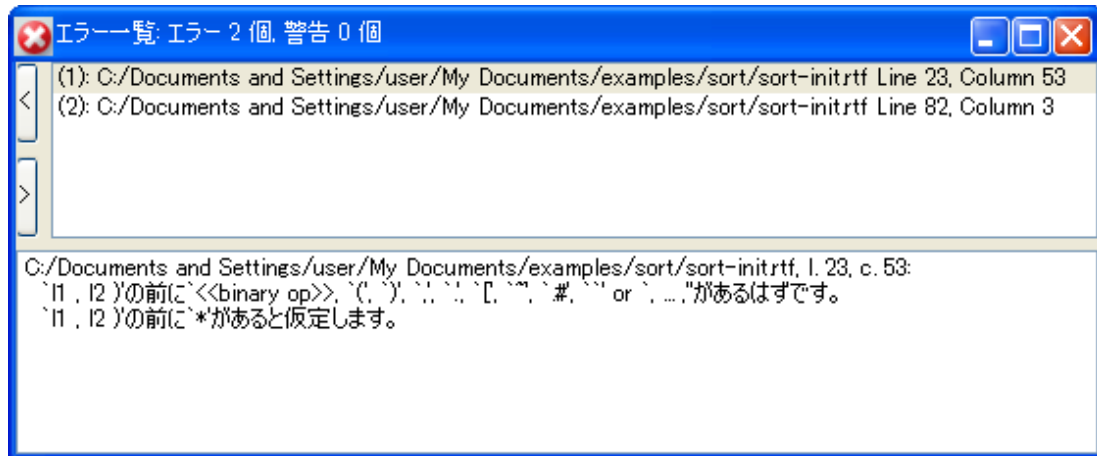 エラー一覧: エラー 2 個, 警告 0 個
<
(1): C:/Documents and Settings/user/My Documents/examples/sort/sort-init.rtf Line 23, Column 53
(2): C:/Documents and Settings/user/My Documents/examples/sort/sort-init.rtf Line 82, Column 3
>
C:/Documents and Settings/user/My Documents/examples/sort/sort-init.rtf, l. 23, c. 53:
`l1 , l2 )'の前に`<<binary op>>, `(', `)', `,', `.', `[', `~', `.#', ``' or `, ... ,''があるはずです。
`l1 , l2 )'の前に`*'があると仮定します。